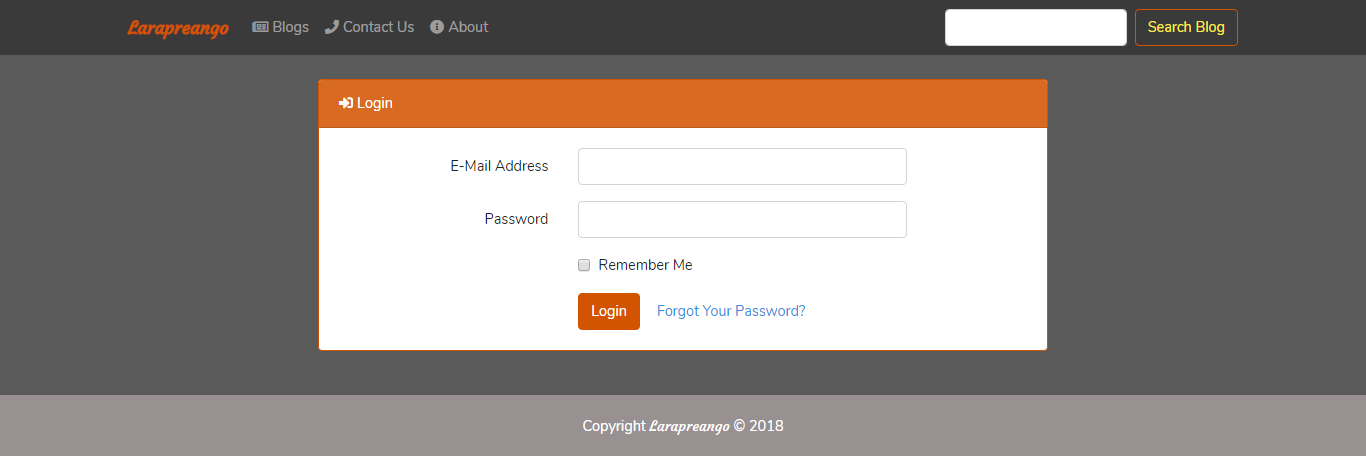 Larapreango Blogs Contact Us About Search Blog
Login
E-Mail Address
Password
Remember Me
Login Forgot Your Password?
Copyright Larapreango © 2018